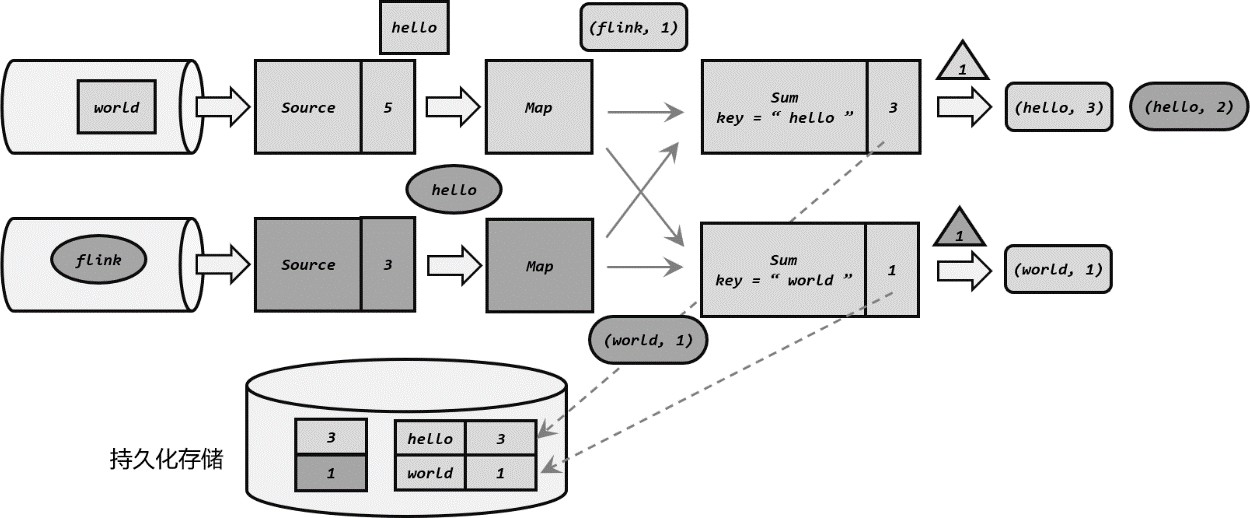 hello
(flink, 1)
world
Source
5
Map
Sum
key = “ hello ”
3
1
(hello, 3)
(hello, 2)
hello
flink
Source
3
Map
Sum
key = “ world ”
1
1
(world, 1)
(world, 1)
持久化存储
3
hello
3
1
world
1